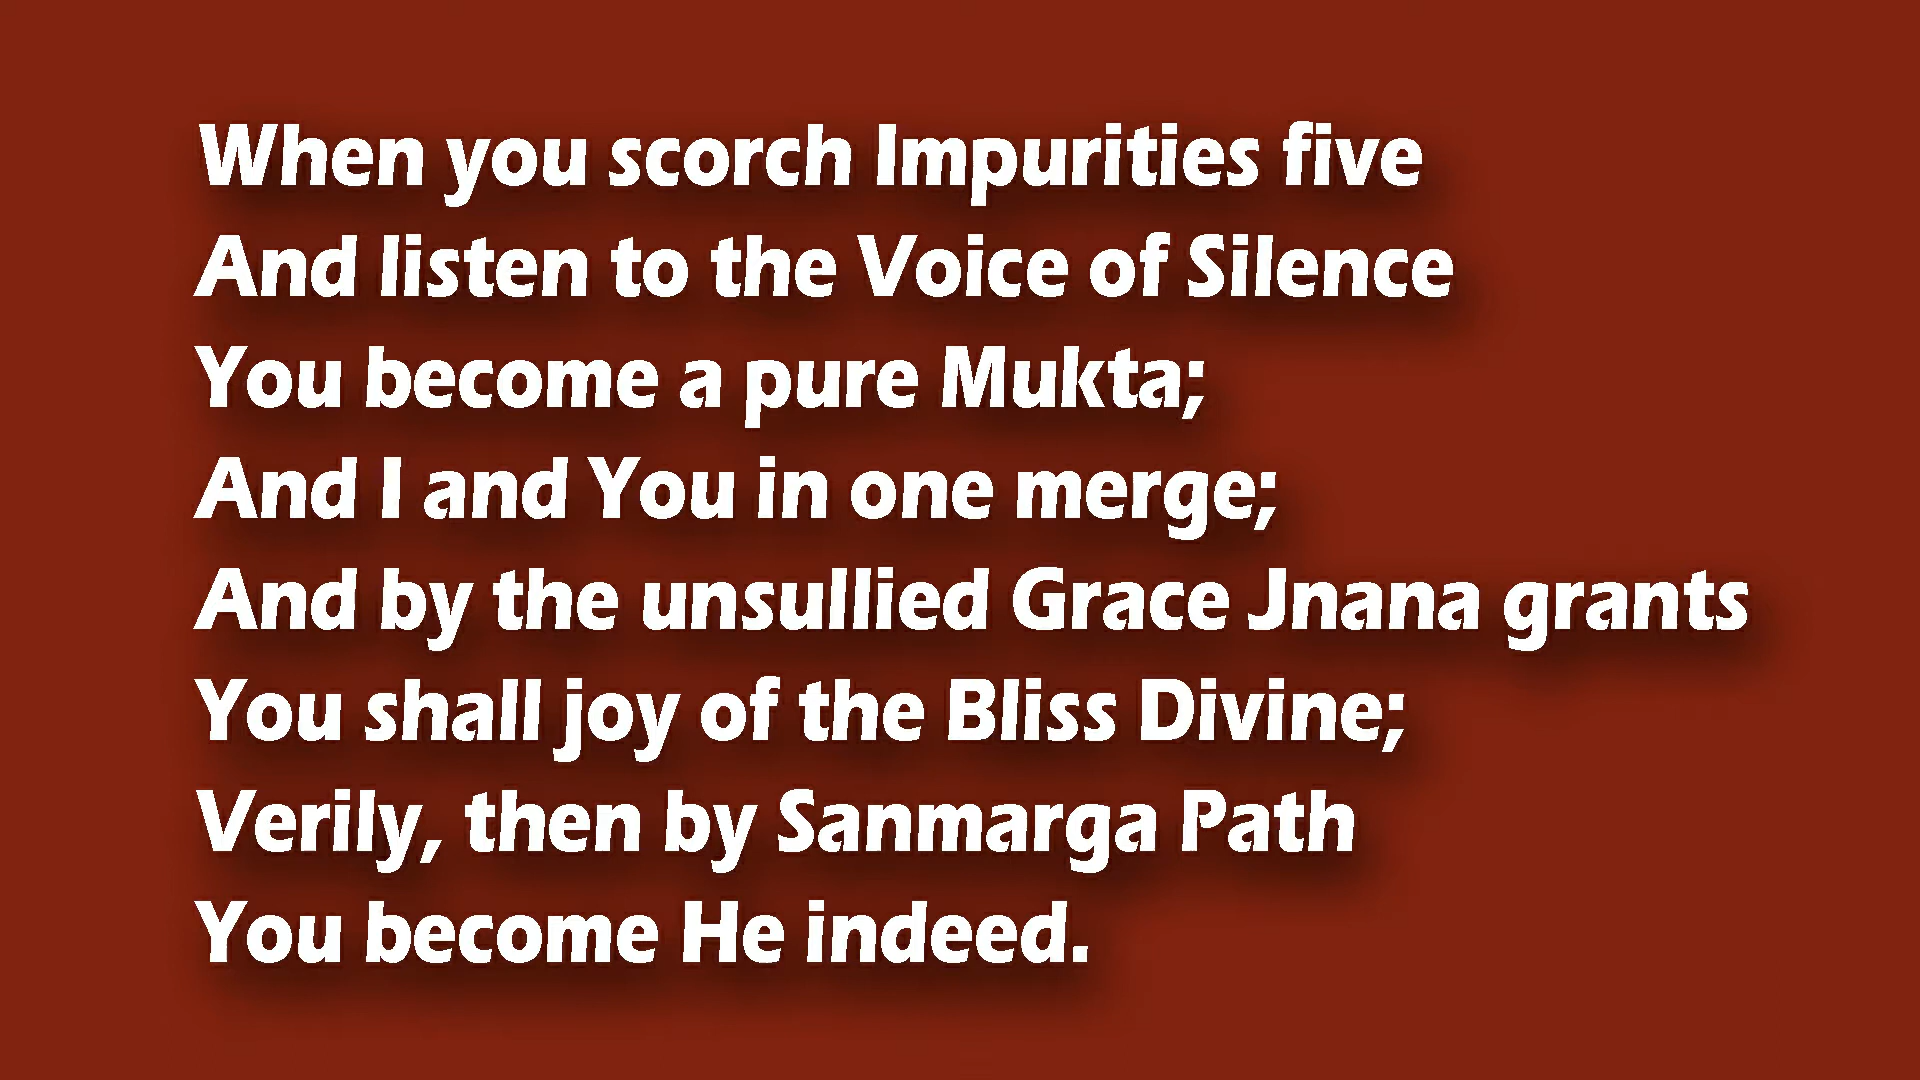 When you scorch Impurities five
And listen to the Voice of Silence
You become a pure Mukta;
And I and You in one merge;
And by the unsullied Grace Jnana grants
You shall joy of the Bliss Divine;
Verily, then by Sanmarga Path
You become He indeed.